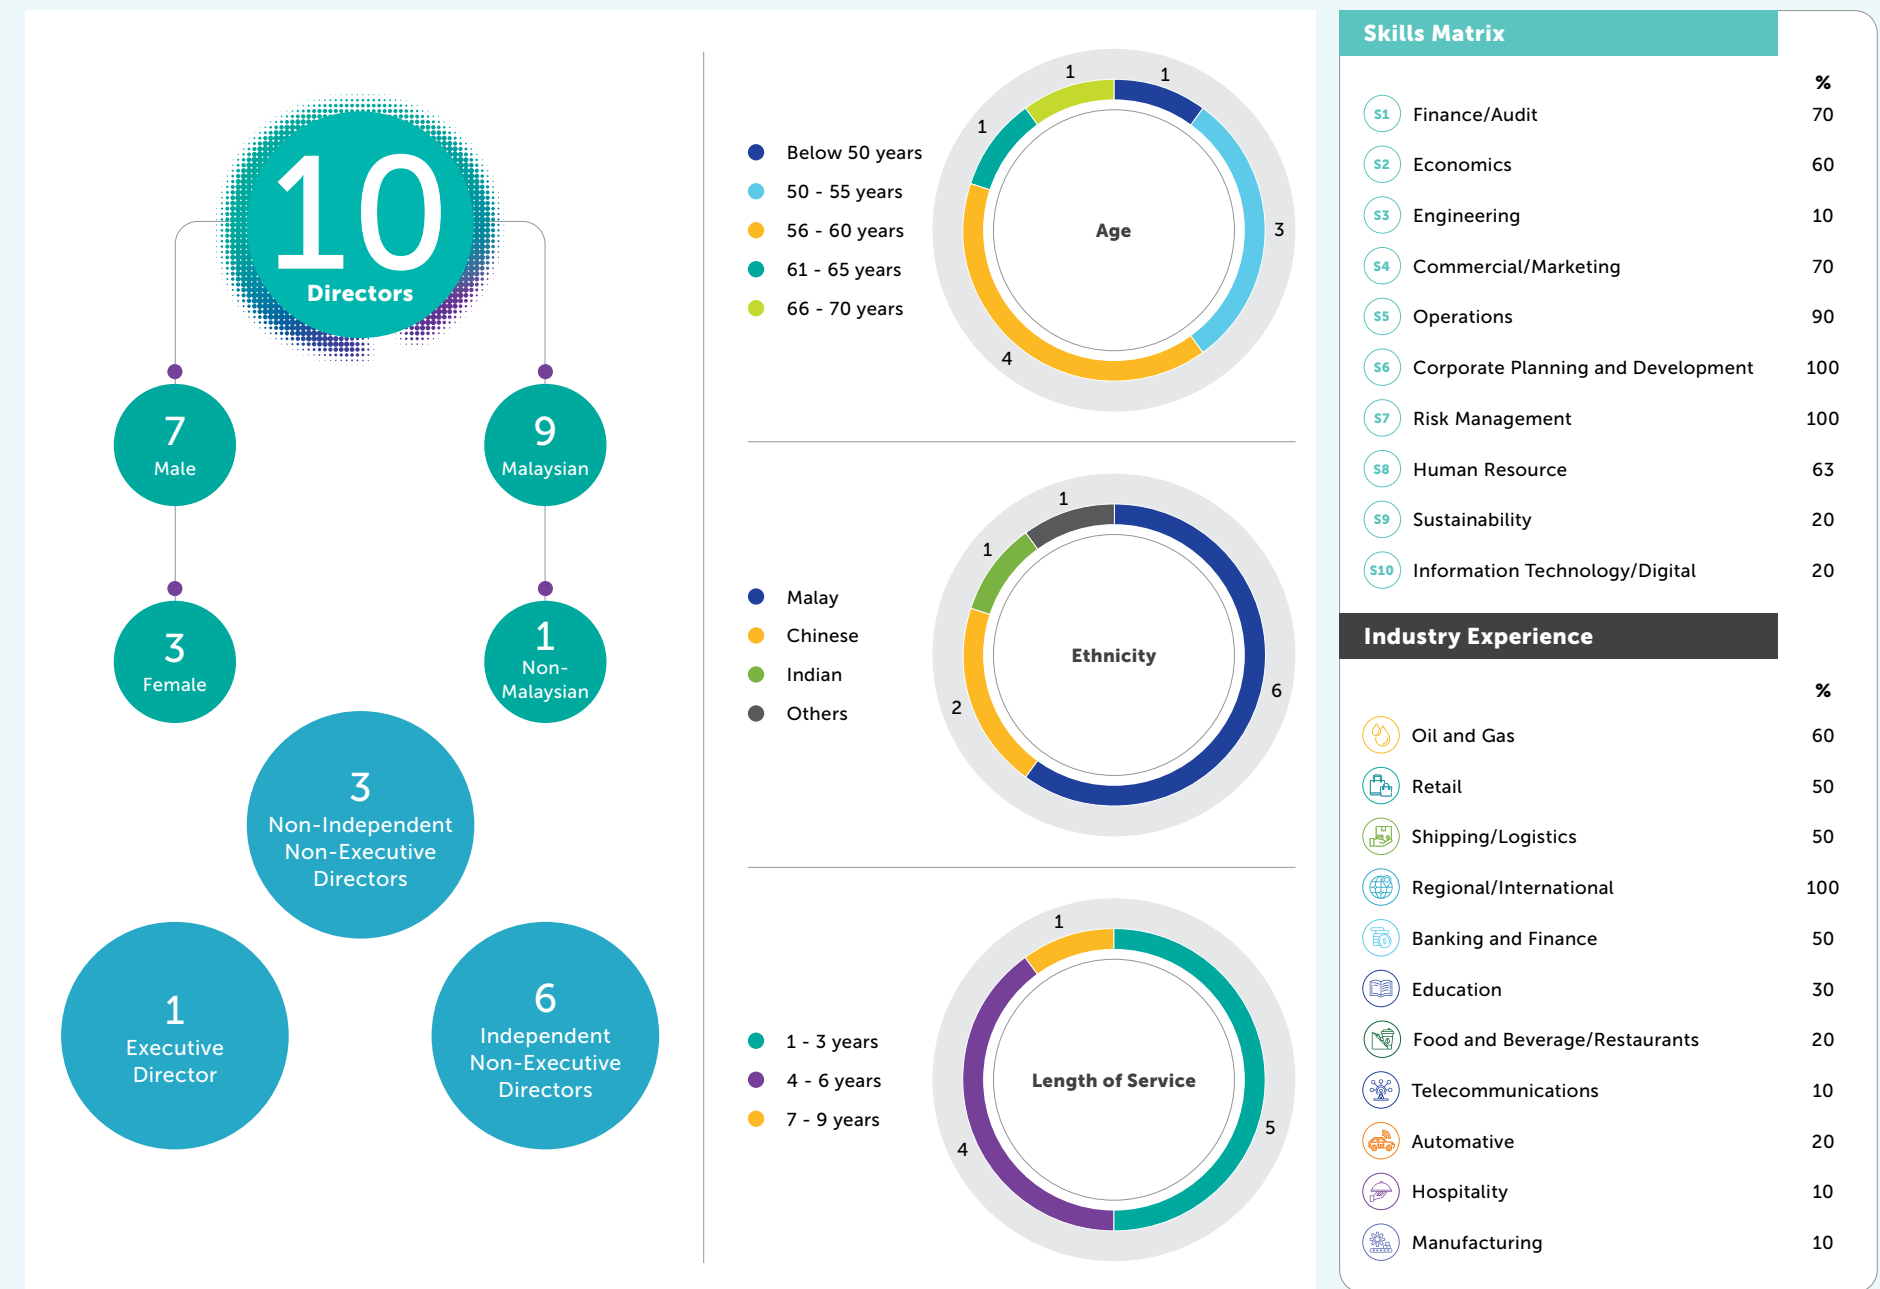 10
Directors
7
Male
9
Malaysian
3
Female
1
Non-
Malaysian
3
Non-Independent
Non-Executive
Directors
1
Executive
Director
6
Independent
Non-Executive
Directors
Below 50 years
50 - 55 years
56 - 60 years
61 - 65 years
66 - 70 years
Age
1
1
1
3
4
Malay
Chinese
Indian
Others
Ethnicity
1
1
2
6
1 - 3 years
4 - 6 years
7 - 9 years
Length of Service
1
5
4
Skills Matrix
%
S1 Finance/Audit 70
S2 Economics 60
S3 Engineering 10
S4 Commercial/Marketing 70
S5 Operations 90
S6 Corporate Planning and Development 100
S7 Risk Management 100
S8 Human Resource 63
S9 Sustainability 20
S10 Information Technology/Digital 20
Industry Experience
%
Oil and Gas 60
Retail 50
Shipping/Logistics 50
Regional/International 100
Banking and Finance 50
Education 30
Food and Beverage/Restaurants 20
Telecommunications 10
Automative 20
Hospitality 10
Manufacturing 10